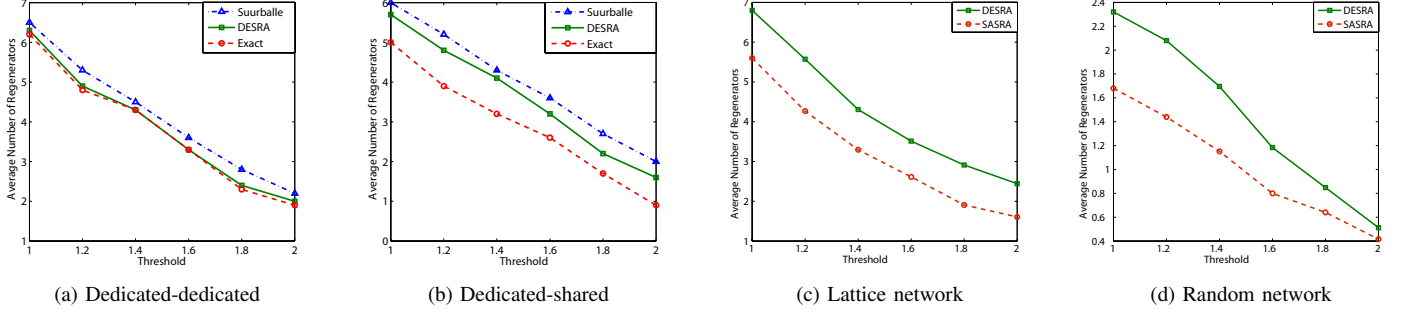 Average Number of Regenerators
7
6
5
4
3
2
1
1
1.2
1.4
1.6
1.8
2
Threshold
Suurballe
DESRA
Exact
(a) Dedicated-dedicated
Average Number of Regenerators
6
5
4
3
2
1
0
1
1.2
1.4
1.6
1.8
2
Threshold
Suurballe
DESRA
Exact
(b) Dedicated-shared
Average Number of Regenerators
7
6
5
4
3
2
1
1
1.2
1.4
1.6
1.8
2
Threshold
DESRA
SASRA
(c) Lattice network
Average Number of Regenerators
2.4
2.2
2
1.8
1.6
1.4
1.2
1
0.8
0.6
0.4
1
1.2
1.4
1.6
1.8
2
Threshold
DESRA
SASRA
(d) Random network